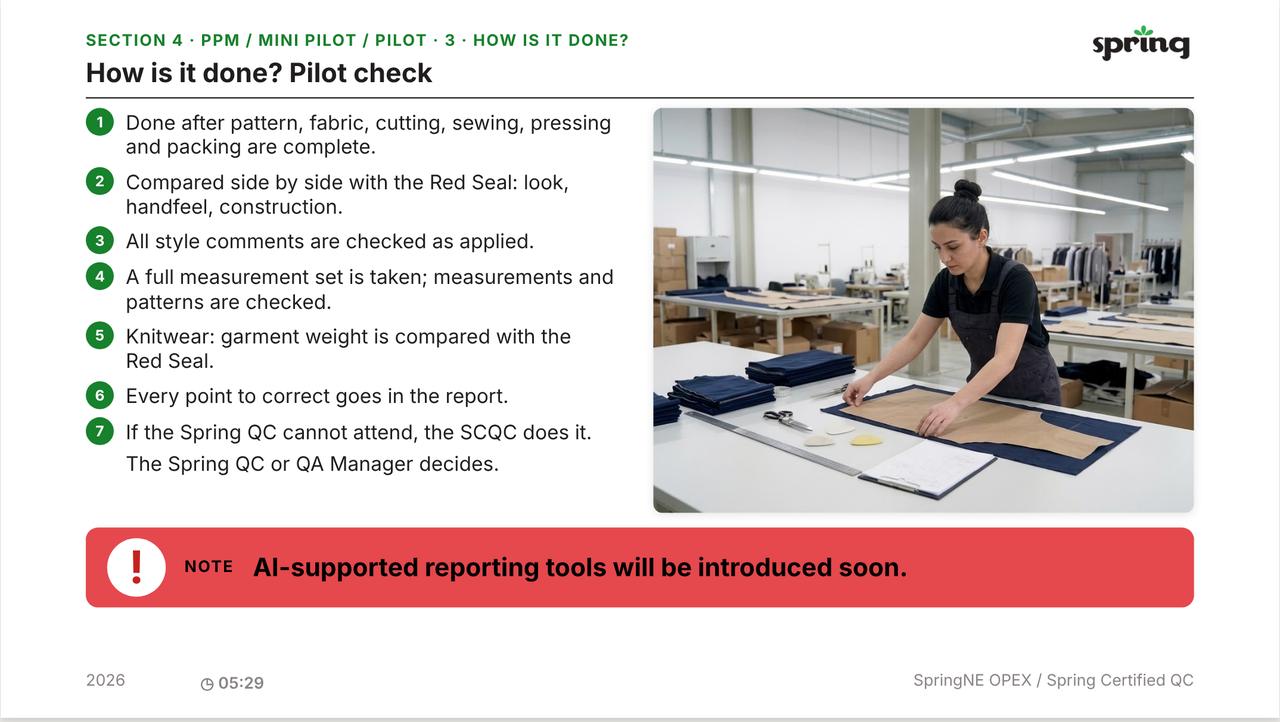 SECTION 4 · PPM / MINI PILOT / PILOT · 3 · HOW IS IT DONE?
spring
How is it done? Pilot check
1 Done after pattern, fabric, cutting, sewing, pressing
and packing are complete.
2 Compared side by side with the Red Seal: look,
handfeel, construction.
3 All style comments are checked as applied.
4 A full measurement set is taken; measurements and
patterns are checked.
5 Knitwear: garment weight is compared with the
Red Seal.
6 Every point to correct goes in the report.
7 If the Spring QC cannot attend, the SCQC does it.
The Spring QC or QA Manager decides.
! NOTE AI-supported reporting tools will be introduced soon.
2026 05:29 SpringNE OPEX / Spring Certified QC